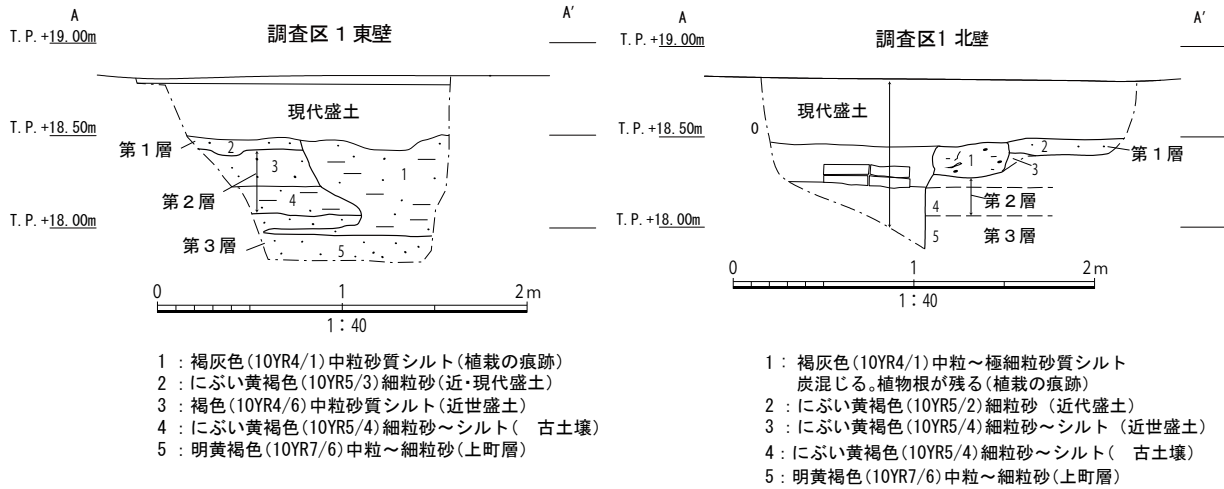 A
A'
T.P.+19.00m
調査区 1 東壁
現代盛土
T.P.+18.50m
第1層
2
3
1
第2層
4
T.P.+18.00m
第3層
5
0 1 2m
1:40
1 : 褐灰色(10YR4/1)中粒砂質シルト(植栽の痕跡)
2 : にぶい黄褐色(10YR5/3)細粒砂(近・現代盛土)
3 : 褐色(10YR4/6)中粒砂質シルト(近世盛土)
4 : にぶい黄褐色(10YR5/4)細粒砂～シルト( 古土壌)
5 : 明黄褐色(10YR7/6)中粒～細粒砂(上町層)
A
A'
T.P.+19.00m
調査区1 北壁
現代盛土
T.P.+18.50m
0
2
第1層
1
3
第2層
4
T.P.+18.00m
5
第3層
0 1 2m
1:40
1 : 褐灰色(10YR4/1)中粒～極細粒砂質シルト
炭混じる。植物根が残る(植栽の痕跡)
2 : にぶい黄褐色(10YR5/2)細粒砂 (近代盛土)
3 : にぶい黄褐色(10YR5/4)細粒砂～シルト (近世盛土)
4 : にぶい黄褐色(10YR5/4)細粒砂～シルト( 古土壌)
5 : 明黄褐色(10YR7/6)中粒～細粒砂(上町層)